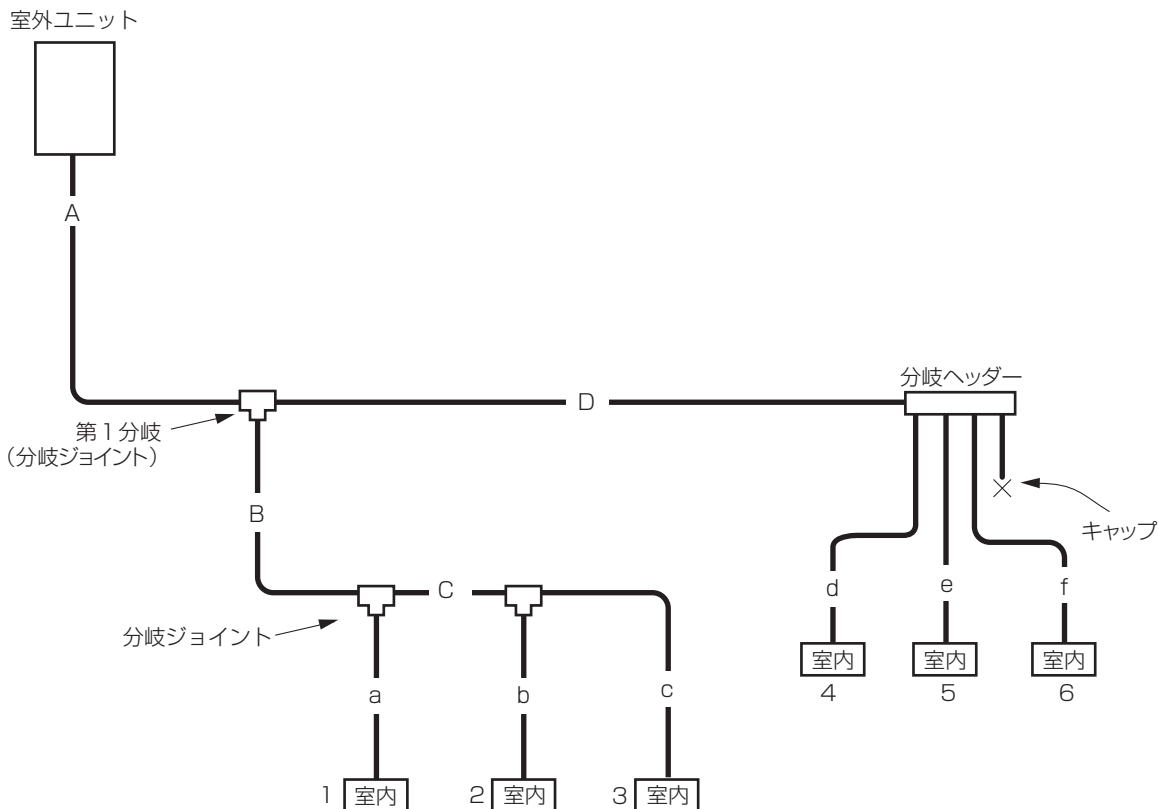 室外ユニット
A
分岐ヘッダー
D
第1分岐
(分岐ジョイント)
B
キャップ
d
e
f
C
分岐ジョイント
室内
室内
室内
4
5
6
a
b
c
1
室内
2
室内
3
室内